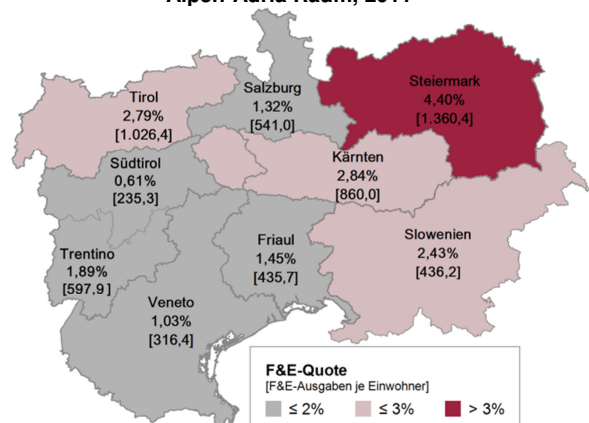 Tirol
2,79%
[1.026,4]
Salzburg
1,32%
[541,0]
Steiermark
4,40%
[1.360,4]
Südtirol
0,61%
[235,3]
Kärnten
2,84%
[860,0]
Trentino
1,89%
[597,9]
Friaul
1,45%
[435,7]
Slowenien
2,43%
[436,2]
Veneto
1,03%
[316,4]
F&E-Quote
[F&E-Ausgaben je Einwohner]
≤ 2% ≤ 3% > 3%